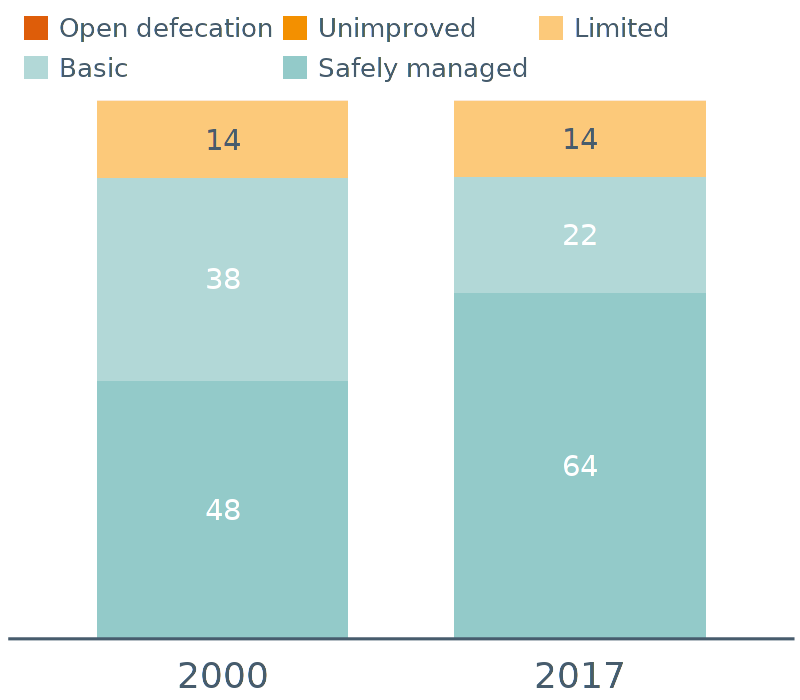 Open defecation Unimproved Limited
Basic Safely managed
14 14
38 22
48 64
2000 2017